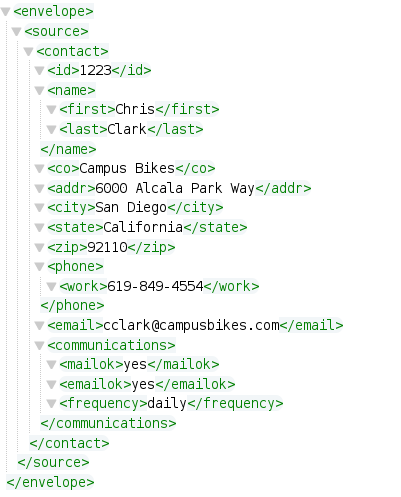 <envelope>
<source>
<contact>
<id>1223</id>
<name>
<first>Chris</first>
<last>Clark</last>
</name>
<co>Campus Bikes</co>
<addr>6000 Alcala Park Way</addr>
<city>San Diego</city>
<state>California</state>
<zip>92110</zip>
<phone>
<work>619-849-4554</work>
</phone>
<email>cclark@campusbikes.com</email>
<communications>
<mailok>yes</mailok>
<emailok>yes</emailok>
<frequency>daily</frequency>
</communications>
</contact>
</source>
</envelope>